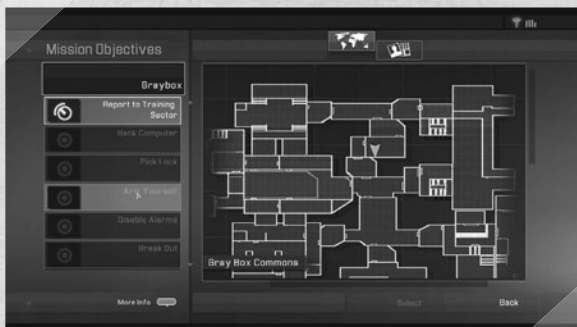 Mission Objectives
Graybox
Report to Training
Sector
Hack Computer
Pick Lock
Arm Yourself
Disable Alarms
Break Out
More Info
Gray Box Commons
Select
Back